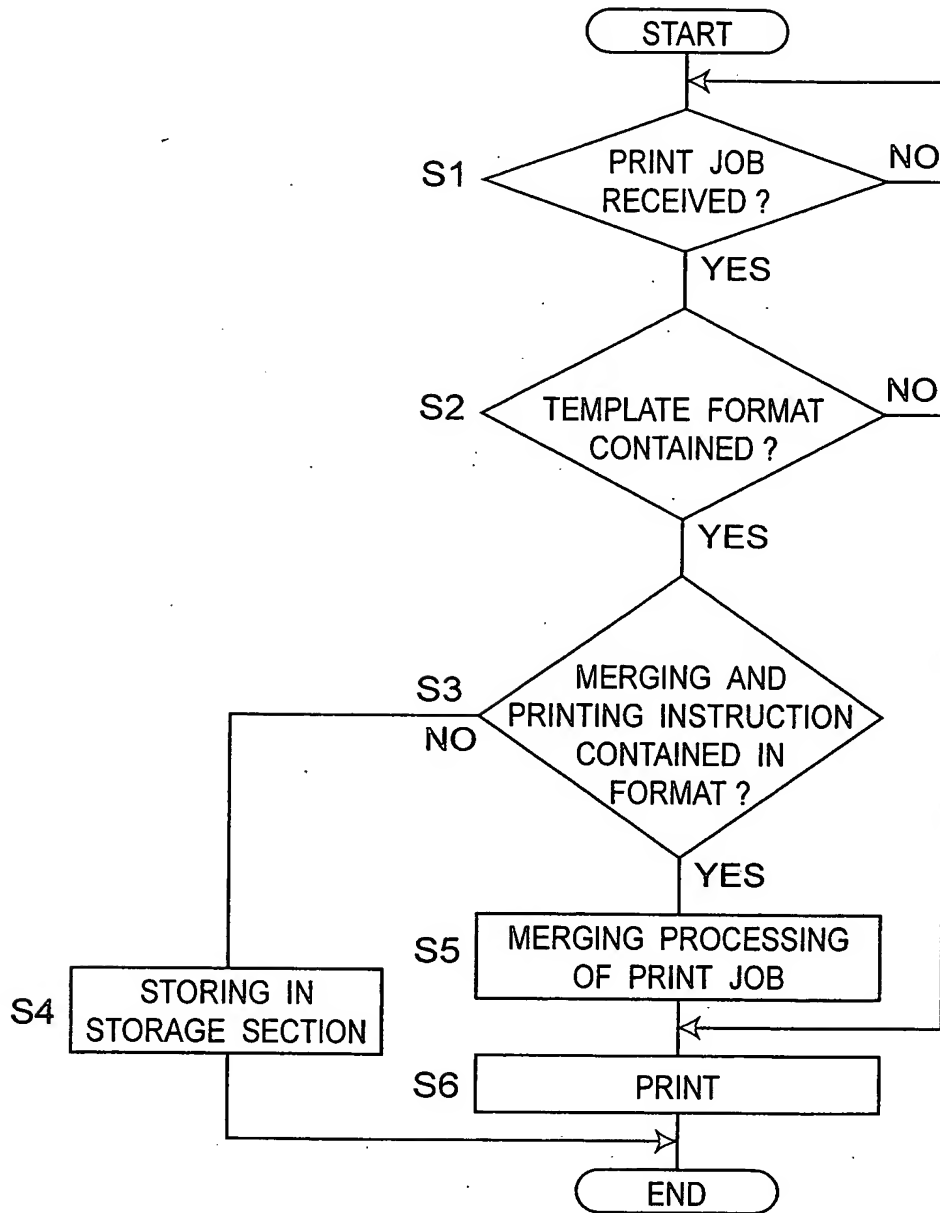 START
S1
PRINT JOB
RECEIVED ?
NO
YES
S2
TEMPLATE FORMAT
CONTAINED ?
NO
YES
S3
NO
MERGING AND
PRINTING INSTRUCTION
CONTAINED IN
FORMAT ?
YES
S5
MERGING PROCESSING
OF PRINT JOB
S4
STORING IN
STORAGE SECTION
S6
PRINT
END